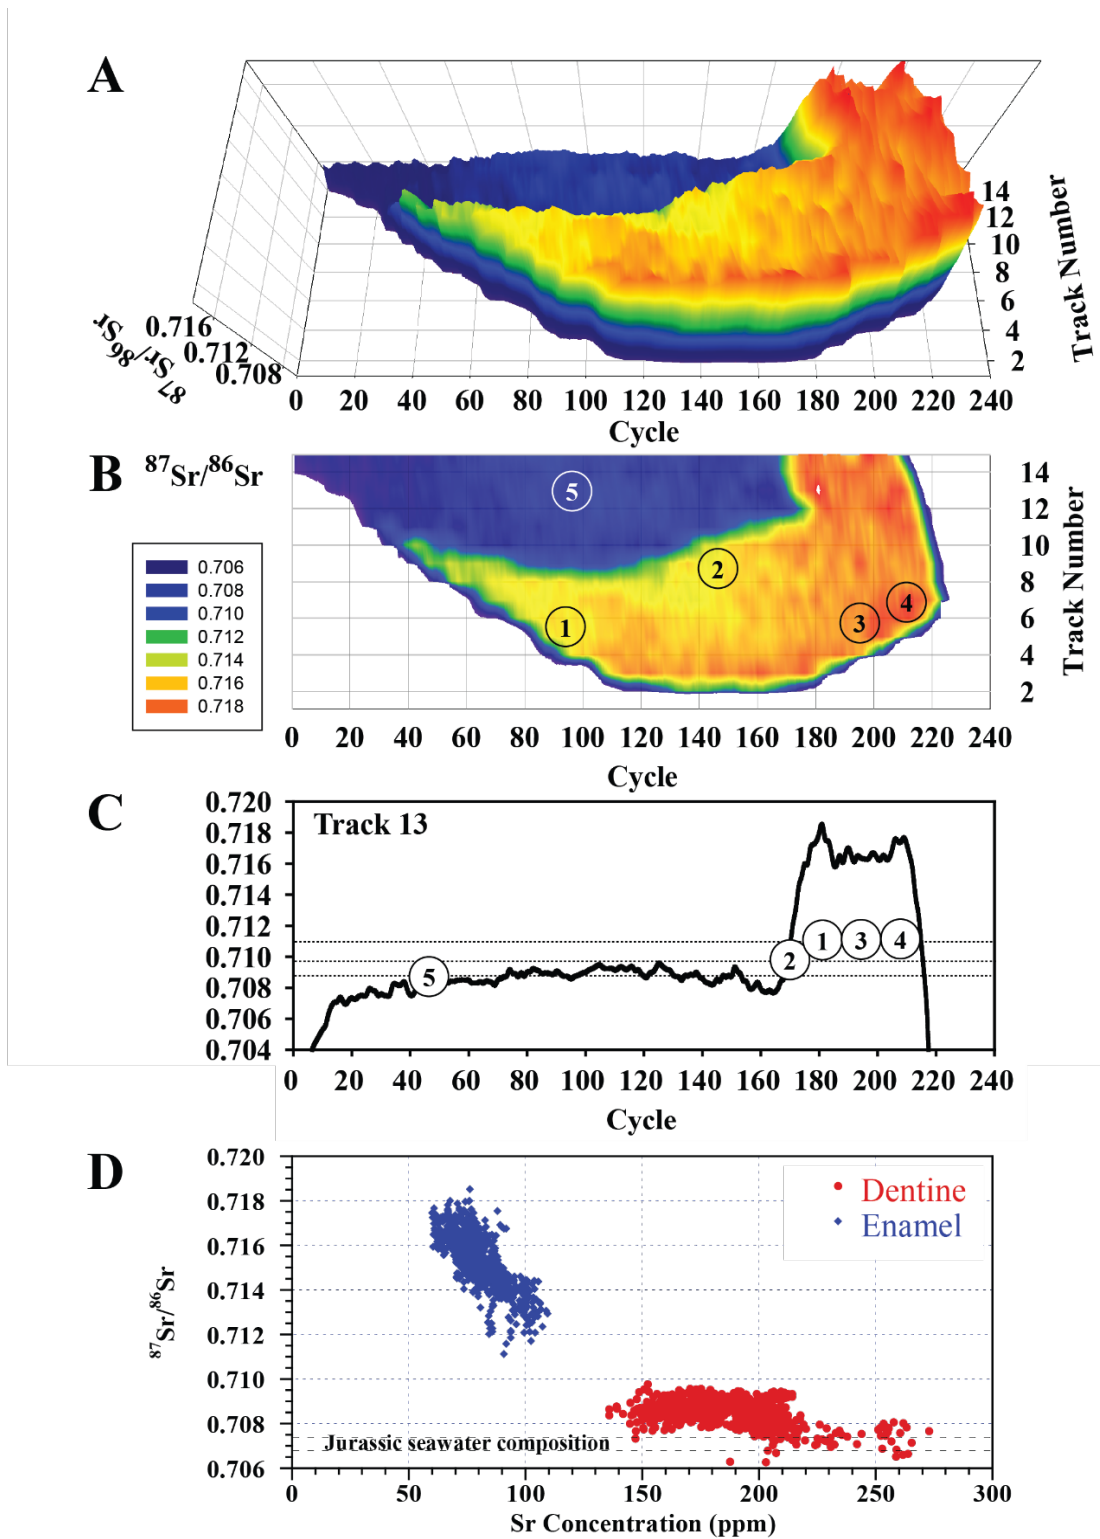 A
14
12
10
8
6
4
2
Track Number
0.716
0.712
0.708
⁸⁷Sr/⁸⁶Sr
0 20 40 60 80 100 120 140 160 180 200 220 240
Cycle
B
⁸⁷Sr/⁸⁶Sr
0.706
0.708
0.710
0.712
0.714
0.716
0.718
5
2
1
3
4
14
12
10
8
6
4
2
Track Number
0 20 40 60 80 100 120 140 160 180 200 220 240
Cycle
C
Track 13
0.720
0.718
0.716
0.714
0.712
0.710
0.708
0.706
0.704
5
2
1
3
4
0 20 40 60 80 100 120 140 160 180 200 220 240
Cycle
D
0.720
0.718
0.716
0.714
0.712
0.710
0.708
0.706
⁸⁷Sr/⁸⁶Sr
Dentine
Enamel
Jurassic seawater composition
0 50 100 150 200 250 300
Sr Concentration (ppm)